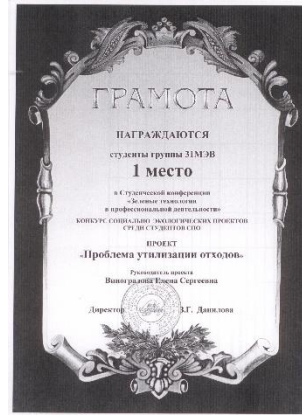 ГРАМОТА
НАГРАЖДАЮТСЯ
студенты группы 31МЭВ
1 место
в Студенческой конференции
«Зеленые технологии
в профессиональной деятельности»
КОНКУРС СОЦИАЛЬНО-ЭКОЛОГИЧЕСКИХ ПРОЕКТОВ
СРЕДИ СТУДЕНТОВ СПО
ПРОЕКТ
«Проблема утилизации отходов»
Руководитель проекта
Виноградова Елена Сергеевна
Директор З.Г. Данилова